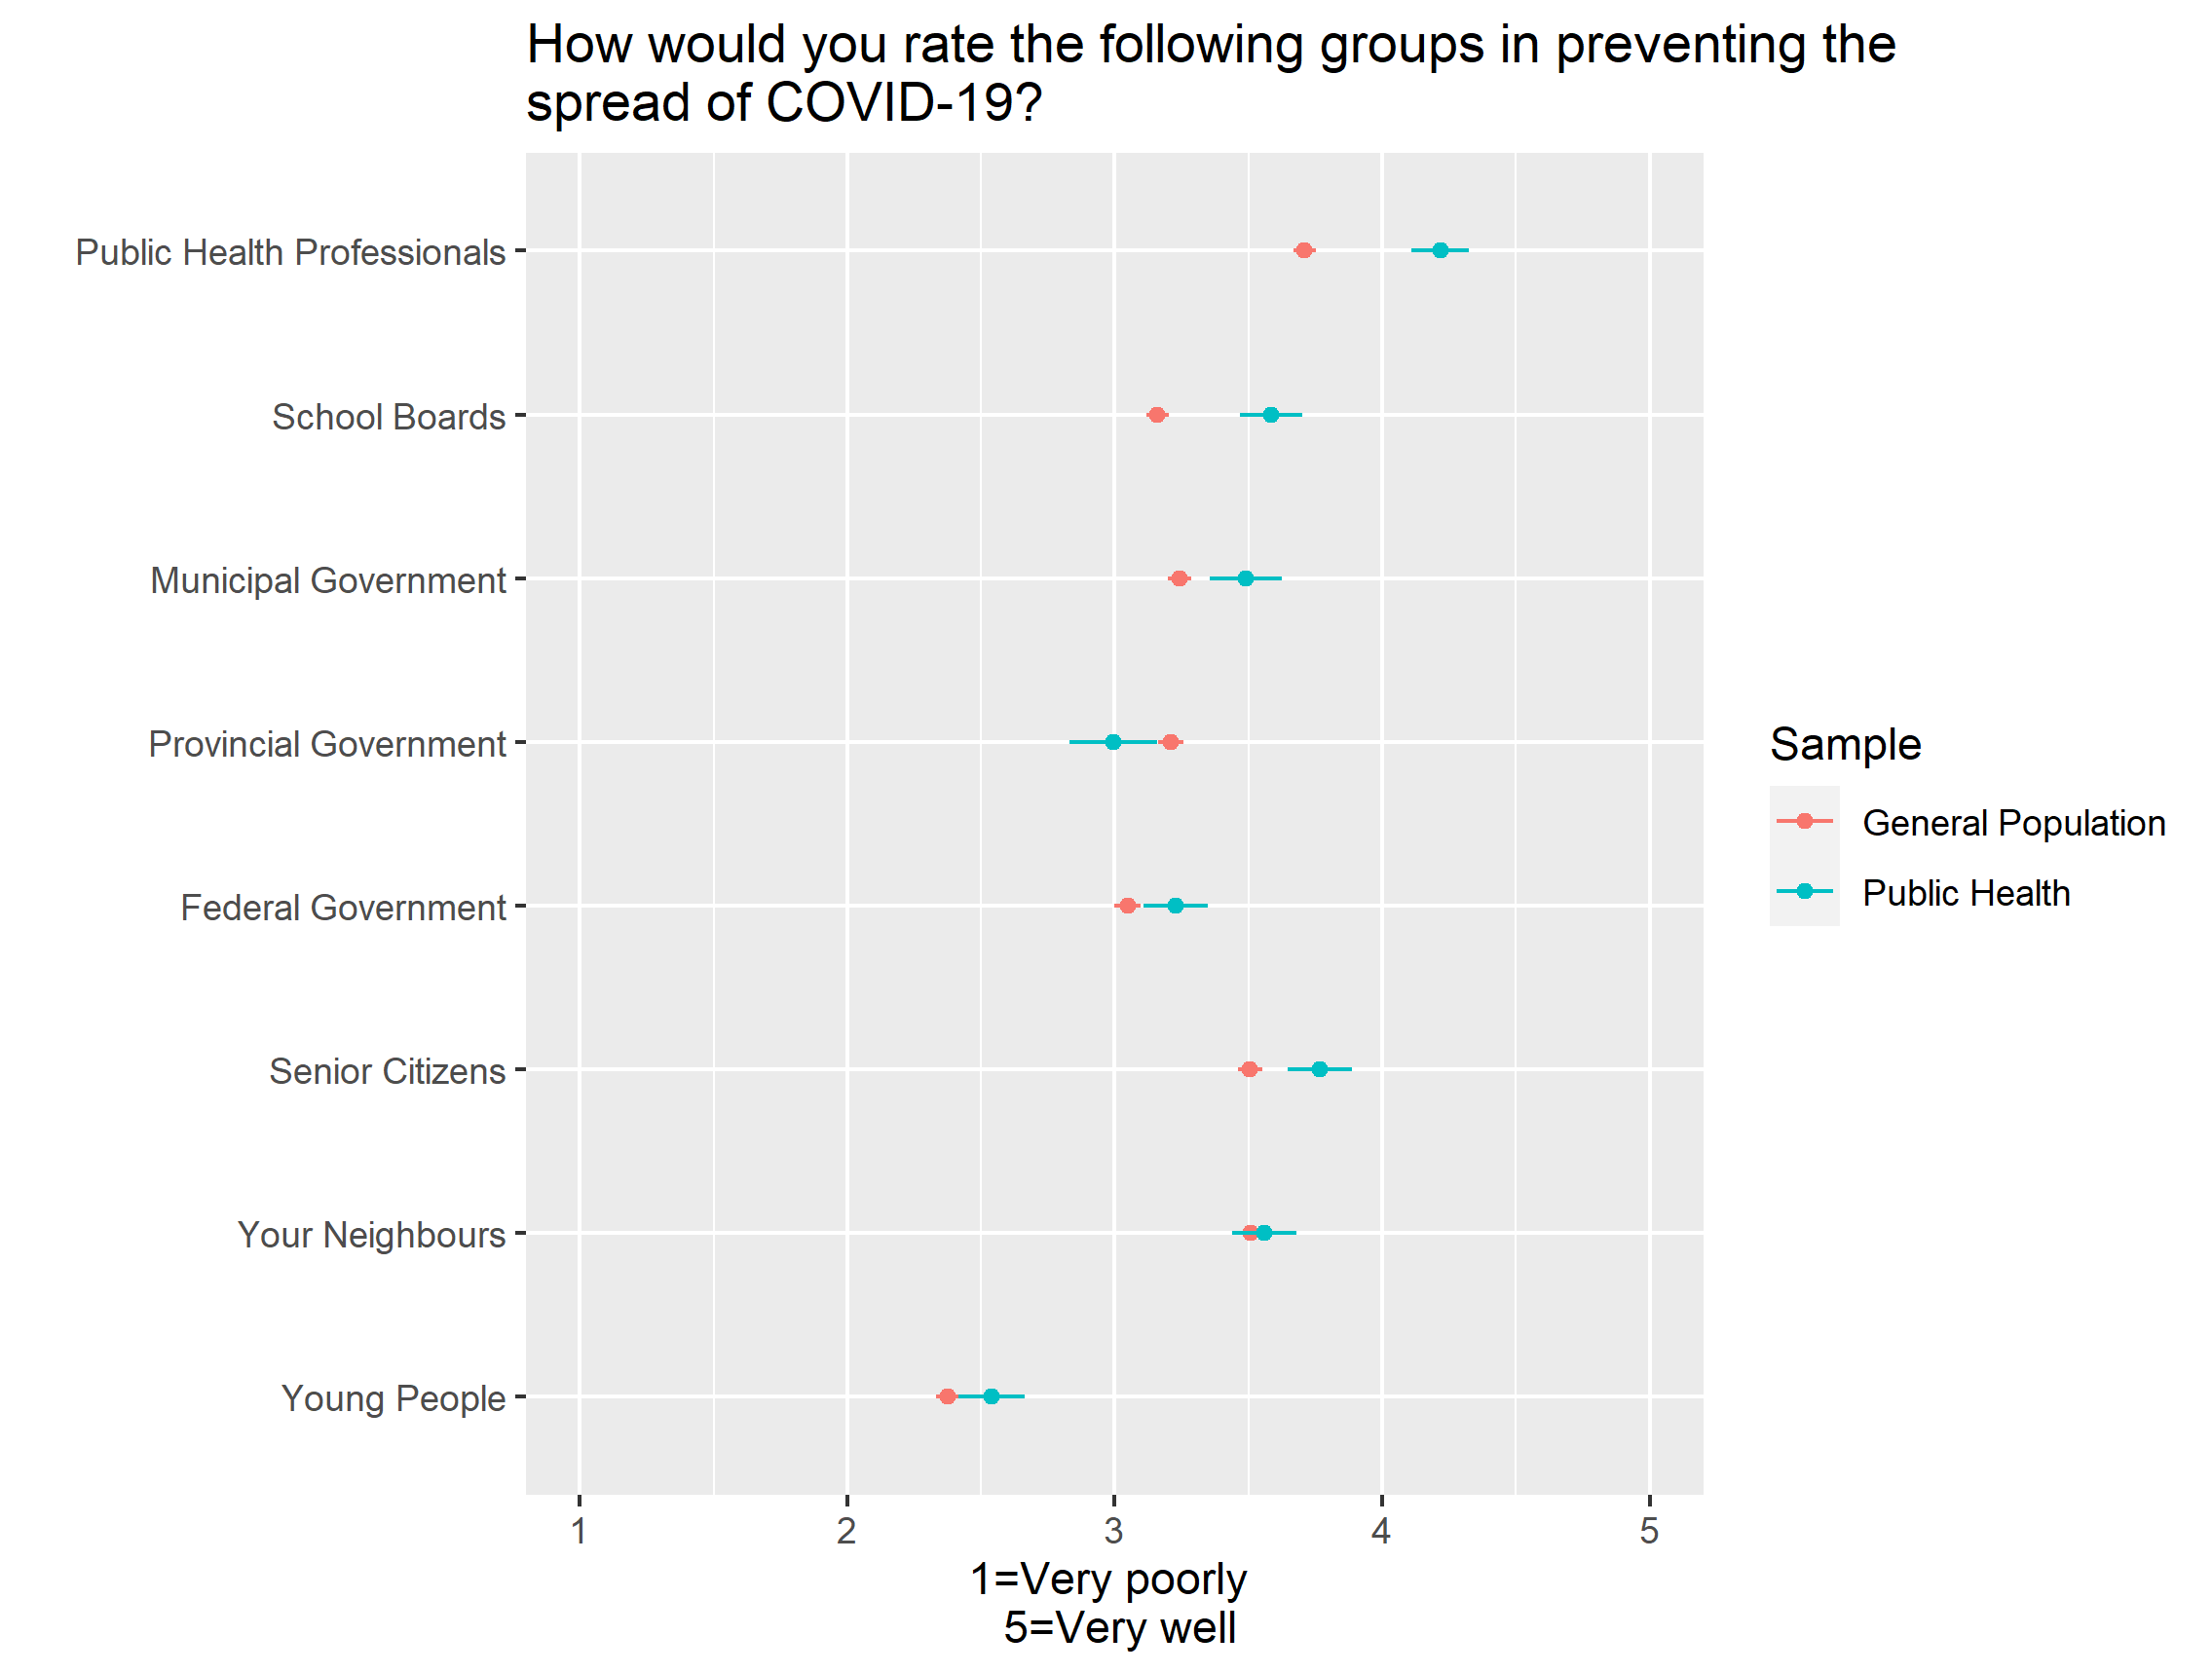 How would you rate the following groups in preventing the
spread of COVID-19?
Public Health Professionals
School Boards
Municipal Government
Provincial Government
Federal Government
Senior Citizens
Your Neighbours
Young People
1 2 3 4 5
1=Very poorly
5=Very well
Sample
General Population
Public Health